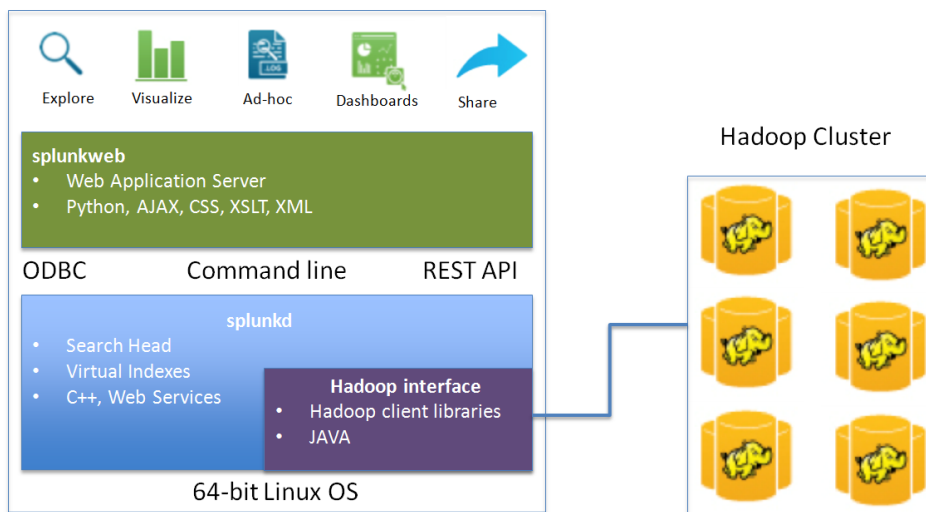 Explore
Visualize
Ad-hoc
Dashboards
Share
LOG
splunkweb
• Web Application Server
• Python, AJAX, CSS, XSLT, XML
ODBC
Command line
REST API
splunkd
• Search Head
• Virtual Indexes
• C++, Web Services
Hadoop interface
• Hadoop client libraries
• JAVA
64-bit Linux OS
Hadoop Cluster